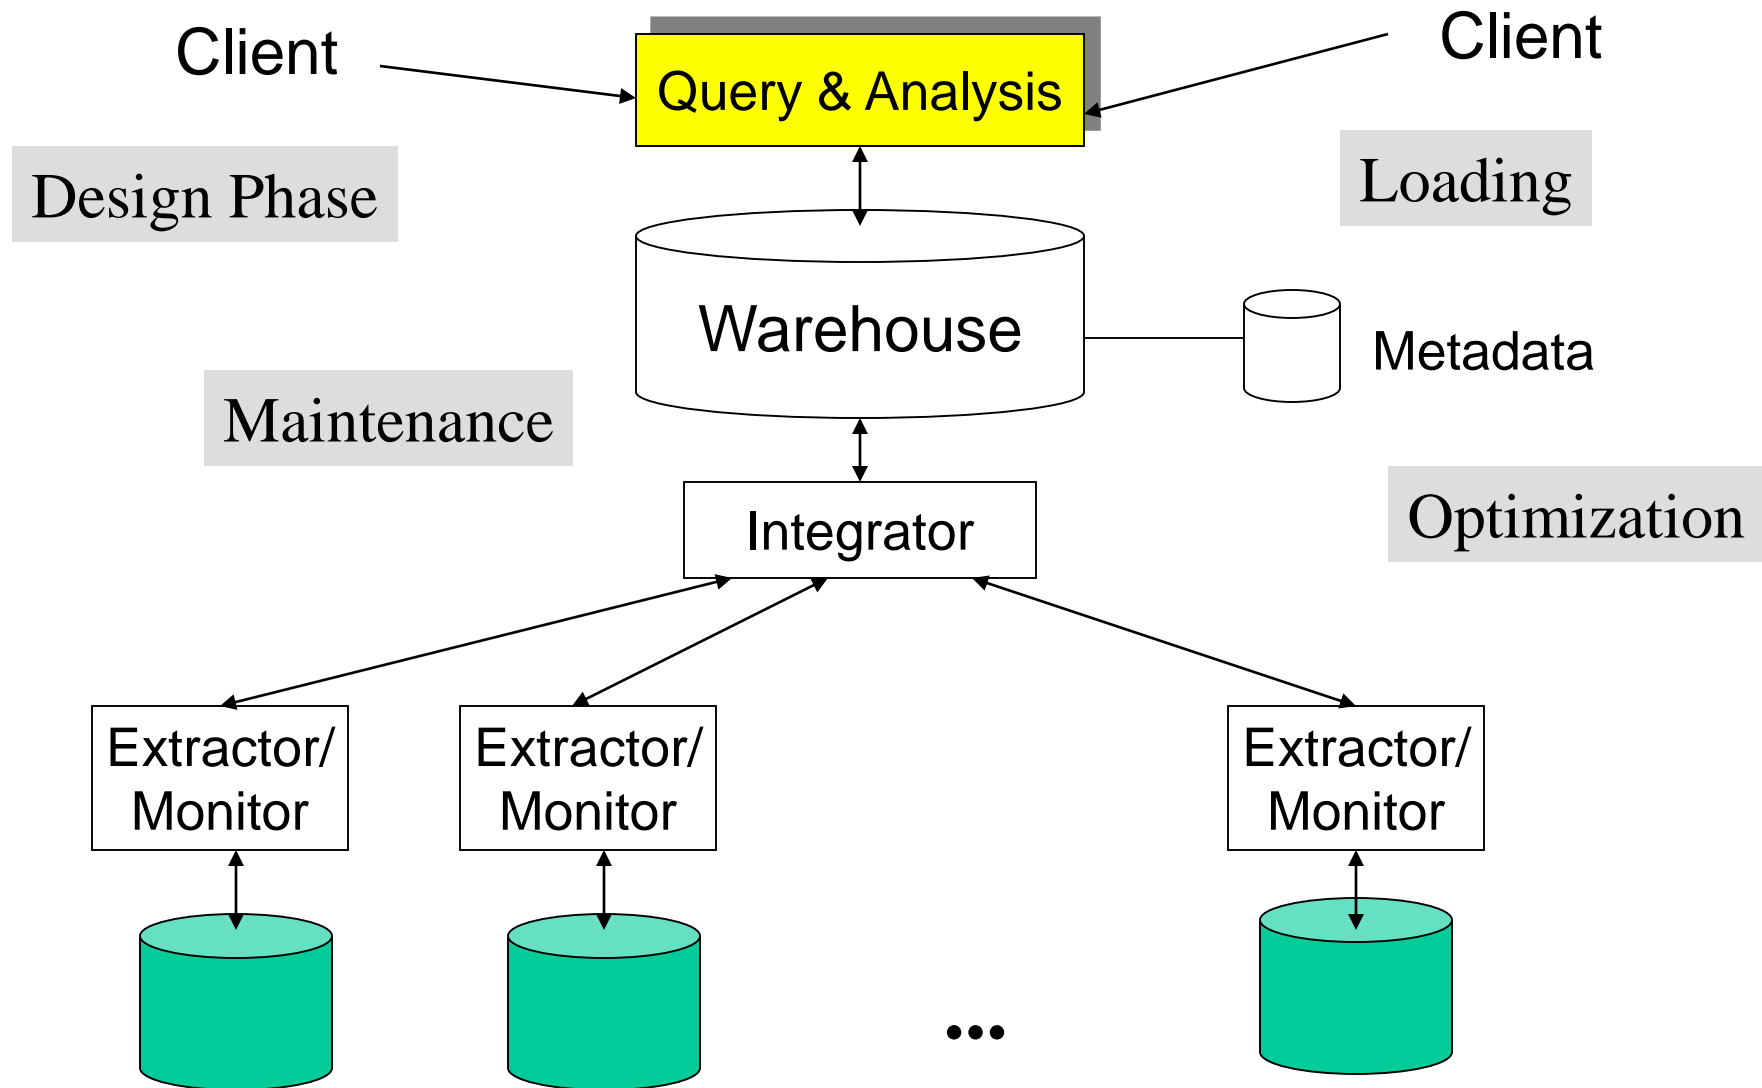 Client
Client
Query & Analysis
Design Phase
Loading
Warehouse
Metadata
Maintenance
Optimization
Integrator
Extractor/
Monitor
Extractor/
Monitor
Extractor/
Monitor
...